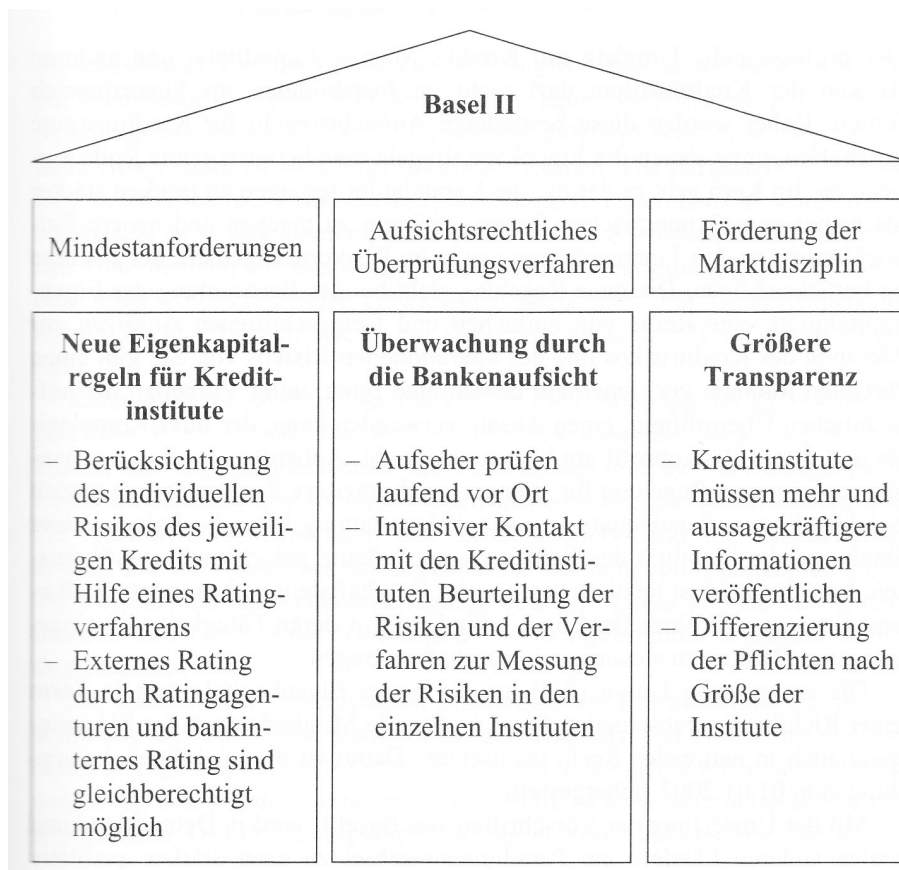 Basel II
Mindestanforderungen
Aufsichtsrechtliches
Überprüfungsverfahren
Förderung der
Marktdisziplin
Neue Eigenkapital-
regeln für Kredit-
institute
– Berücksichtigung
des individuellen
Risikos des jeweili-
gen Kredits mit
Hilfe eines Rating-
verfahrens
– Externes Rating
durch Ratingagen-
turen und bankin-
ternes Rating sind
gleichberechtigt
möglich
Überwachung durch
die Bankenaufsicht
– Aufseher prüfen
laufend vor Ort
Intensiver Kontakt
mit den Kreditinsti-
tuten Beurteilung der
Risiken und der Ver-
fahren zur Messung
der Risiken in den
einzelnen Instituten
Größere
Transparenz
– Kreditinstitute
müssen mehr und
aussagekräftigere
Informationen
veröffentlichen
Differenzierung
der Pflichten nach
Größe der
Institute